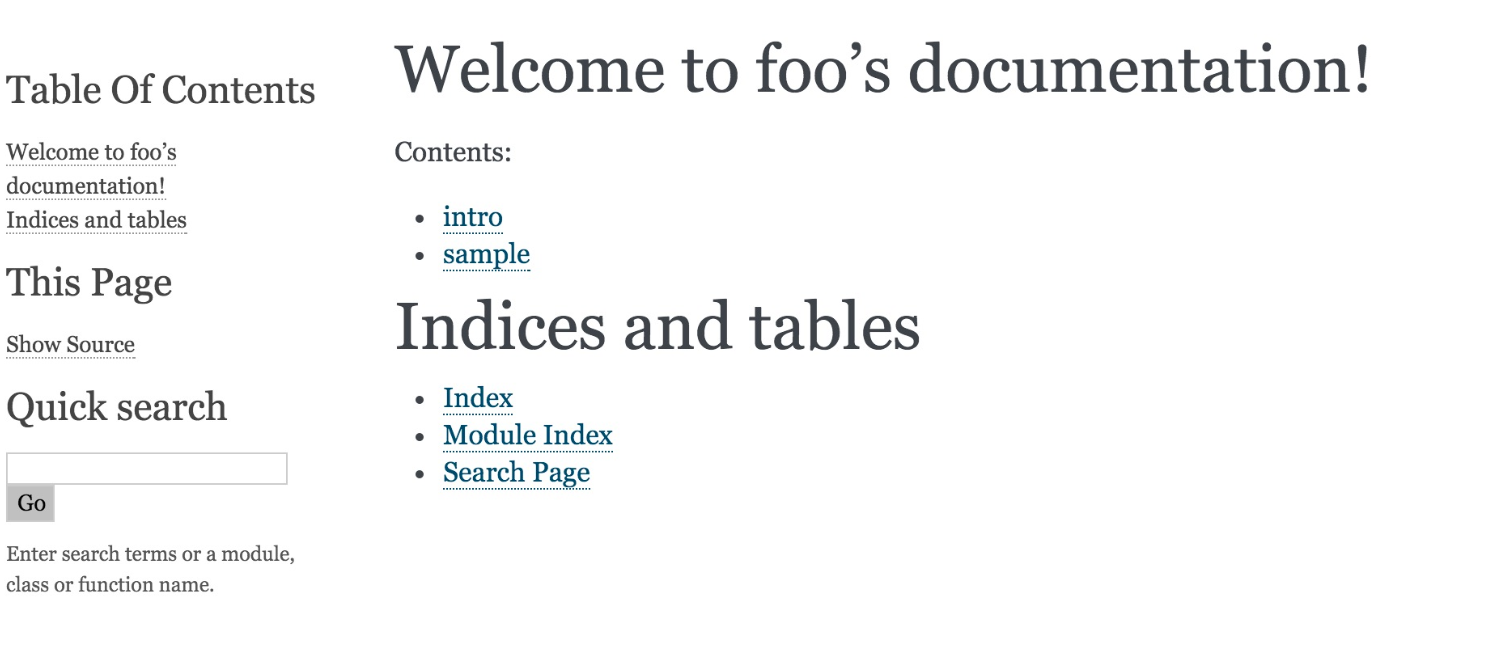 Table Of Contents
Welcome to foo’s
documentation!
Indices and tables
This Page
Show Source
Quick search
Go
Enter search terms or a module,
class or function name.
Welcome to foo’s documentation!
Contents:
intro
sample
Indices and tables
Index
Module Index
Search Page